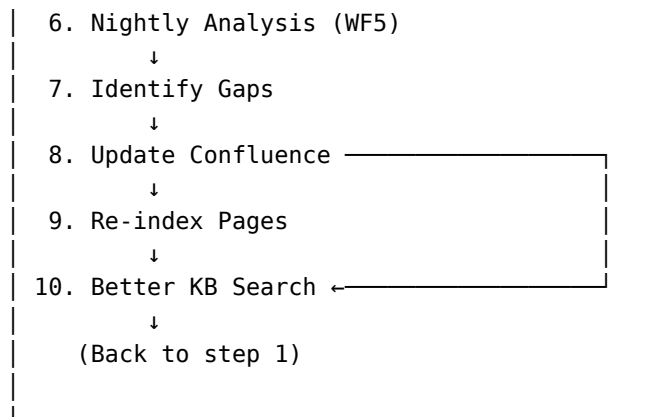 6. Nightly Analysis (WF5)
↓
7. Identify Gaps
↓
8. Update Confluence
↓
9. Re-index Pages
↓
10. Better KB Search ←
↓
(Back to step 1)